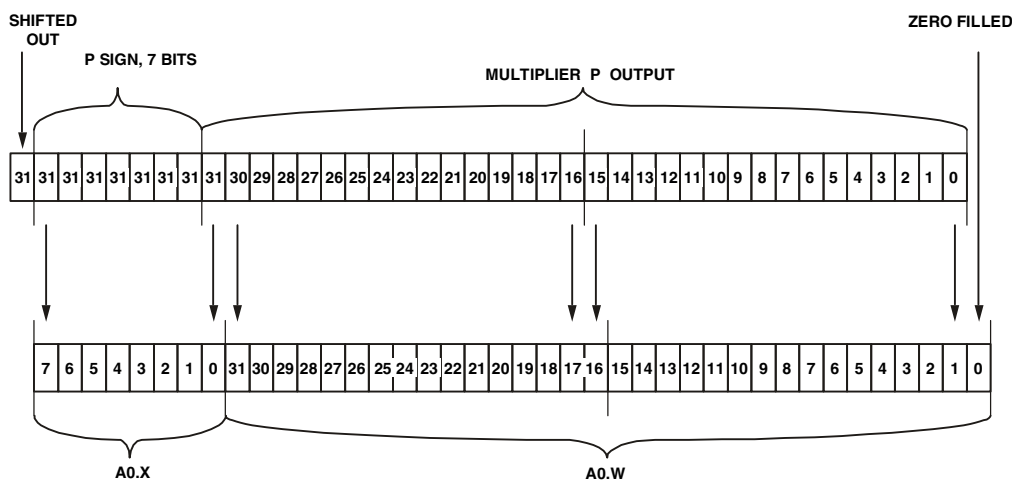 SHIFTED
OUT
ZERO FILLED
P SIGN, 7 BITS
MULTIPLIER P OUTPUT
31 31 31 31 31 31 31 31 31 30 29 28 27 26 25 24 23 22 21 20 19 18 17 16 15 14 13 12 11 10 9 8 7 6 5 4 3 2 1 0
7 6 5 4 3 2 1 0 31 30 29 28 27 26 25 24 23 22 21 20 19 18 17 16 15 14 13 12 11 10 9 8 7 6 5 4 3 2 1 0
A0.X A0.W